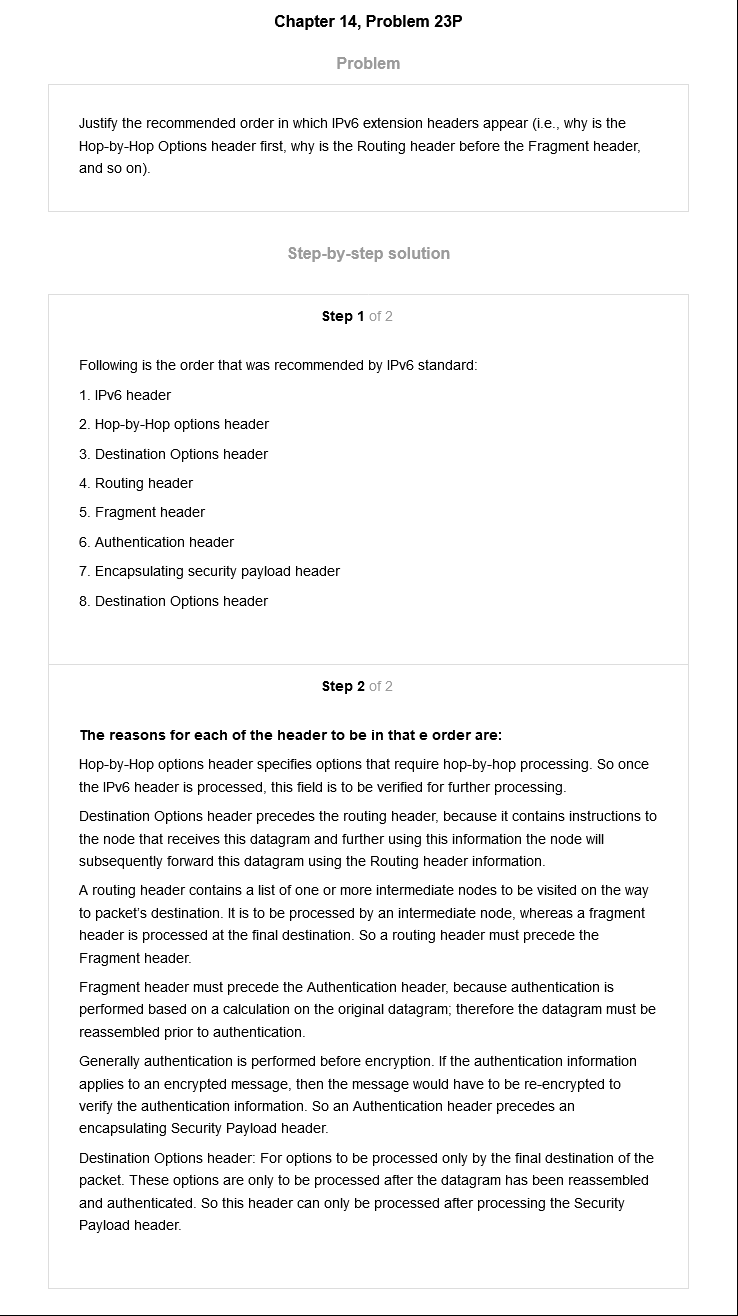 Chapter 14, Problem 23P
Problem
Justify the recommended order in which IPv6 extension headers appear (i.e., why is the
Hop-by-Hop Options header first, why is the Routing header before the Fragment header,
and so on).
Step-by-step solution
Step 1 of 2
Following is the order that was recommended by IPv6 standard:
1. IPv6 header
2. Hop-by-Hop options header
3. Destination Options header
4. Routing header
5. Fragment header
6. Authentication header
7. Encapsulating security payload header
8. Destination Options header
Step 2 of 2
The reasons for each of the header to be in that e order are:
Hop-by-Hop options header specifies options that require hop-by-hop processing. So once
the IPv6 header is processed, this field is to be verified for further processing.
Destination Options header precedes the routing header, because it contains instructions to
the node that receives this datagram and further using this information the node will
subsequently forward this datagram using the Routing header information.
A routing header contains a list of one or more intermediate nodes to be visited on the way
to packet's destination. It is to be processed by an intermediate node, whereas a fragment
header is processed at the final destination. So a routing header must precede the
Fragment header.
Fragment header must precede the Authentication header, because authentication is
performed based on a calculation on the original datagram; therefore the datagram must be
reassembled prior to authentication.
Generally authentication is performed before encryption. If the authentication information
applies to an encrypted message, then the message would have to be re-encrypted to
verify the authentication information. So an Authentication header precedes an
encapsulating Security Payload header.
Destination Options header: For options to be processed only by the final destination of the
packet. These options are only to be processed after the datagram has been reassembled
and authenticated. So this header can only be processed after processing the Security
Payload header.